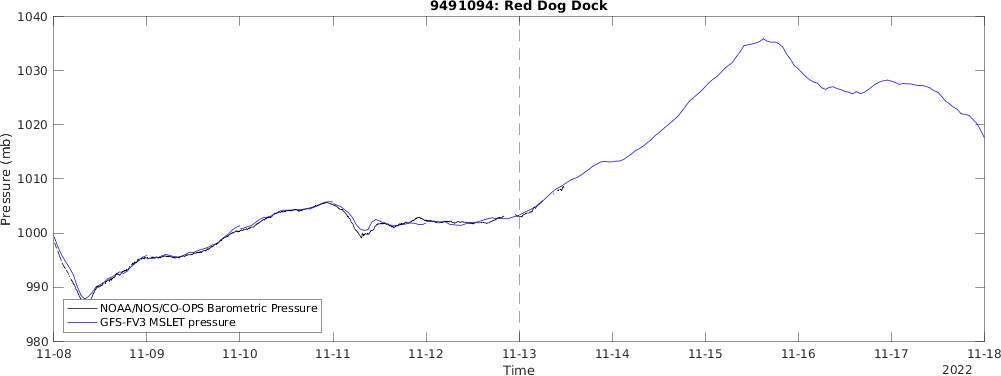 9491094: Red Dog Dock
1040
1030
1020
1010
1000
990
980
Pressure (mb)
NOAA/NOS/CO-OPS Barometric Pressure
GFS-FV3 MSLET pressure
11-08 11-09 11-10 11-11 11-12 11-13 11-14 11-15 11-16 11-17 11-18
Time
2022